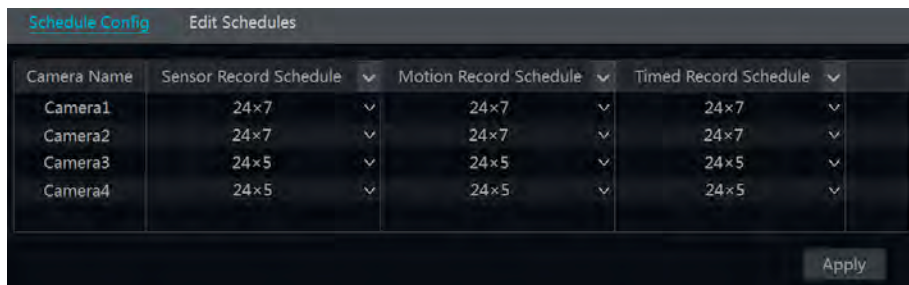 Schedule Config Edit Schedules
Camera Name Sensor Record Schedule Motion Record Schedule Timed Record Schedule
Camera1 24×7 24×7 24×7
Camera2 24×7 24×7 24×7
Camera3 24×5 24×5 24×5
Camera4 24×5 24×5 24×5
Apply